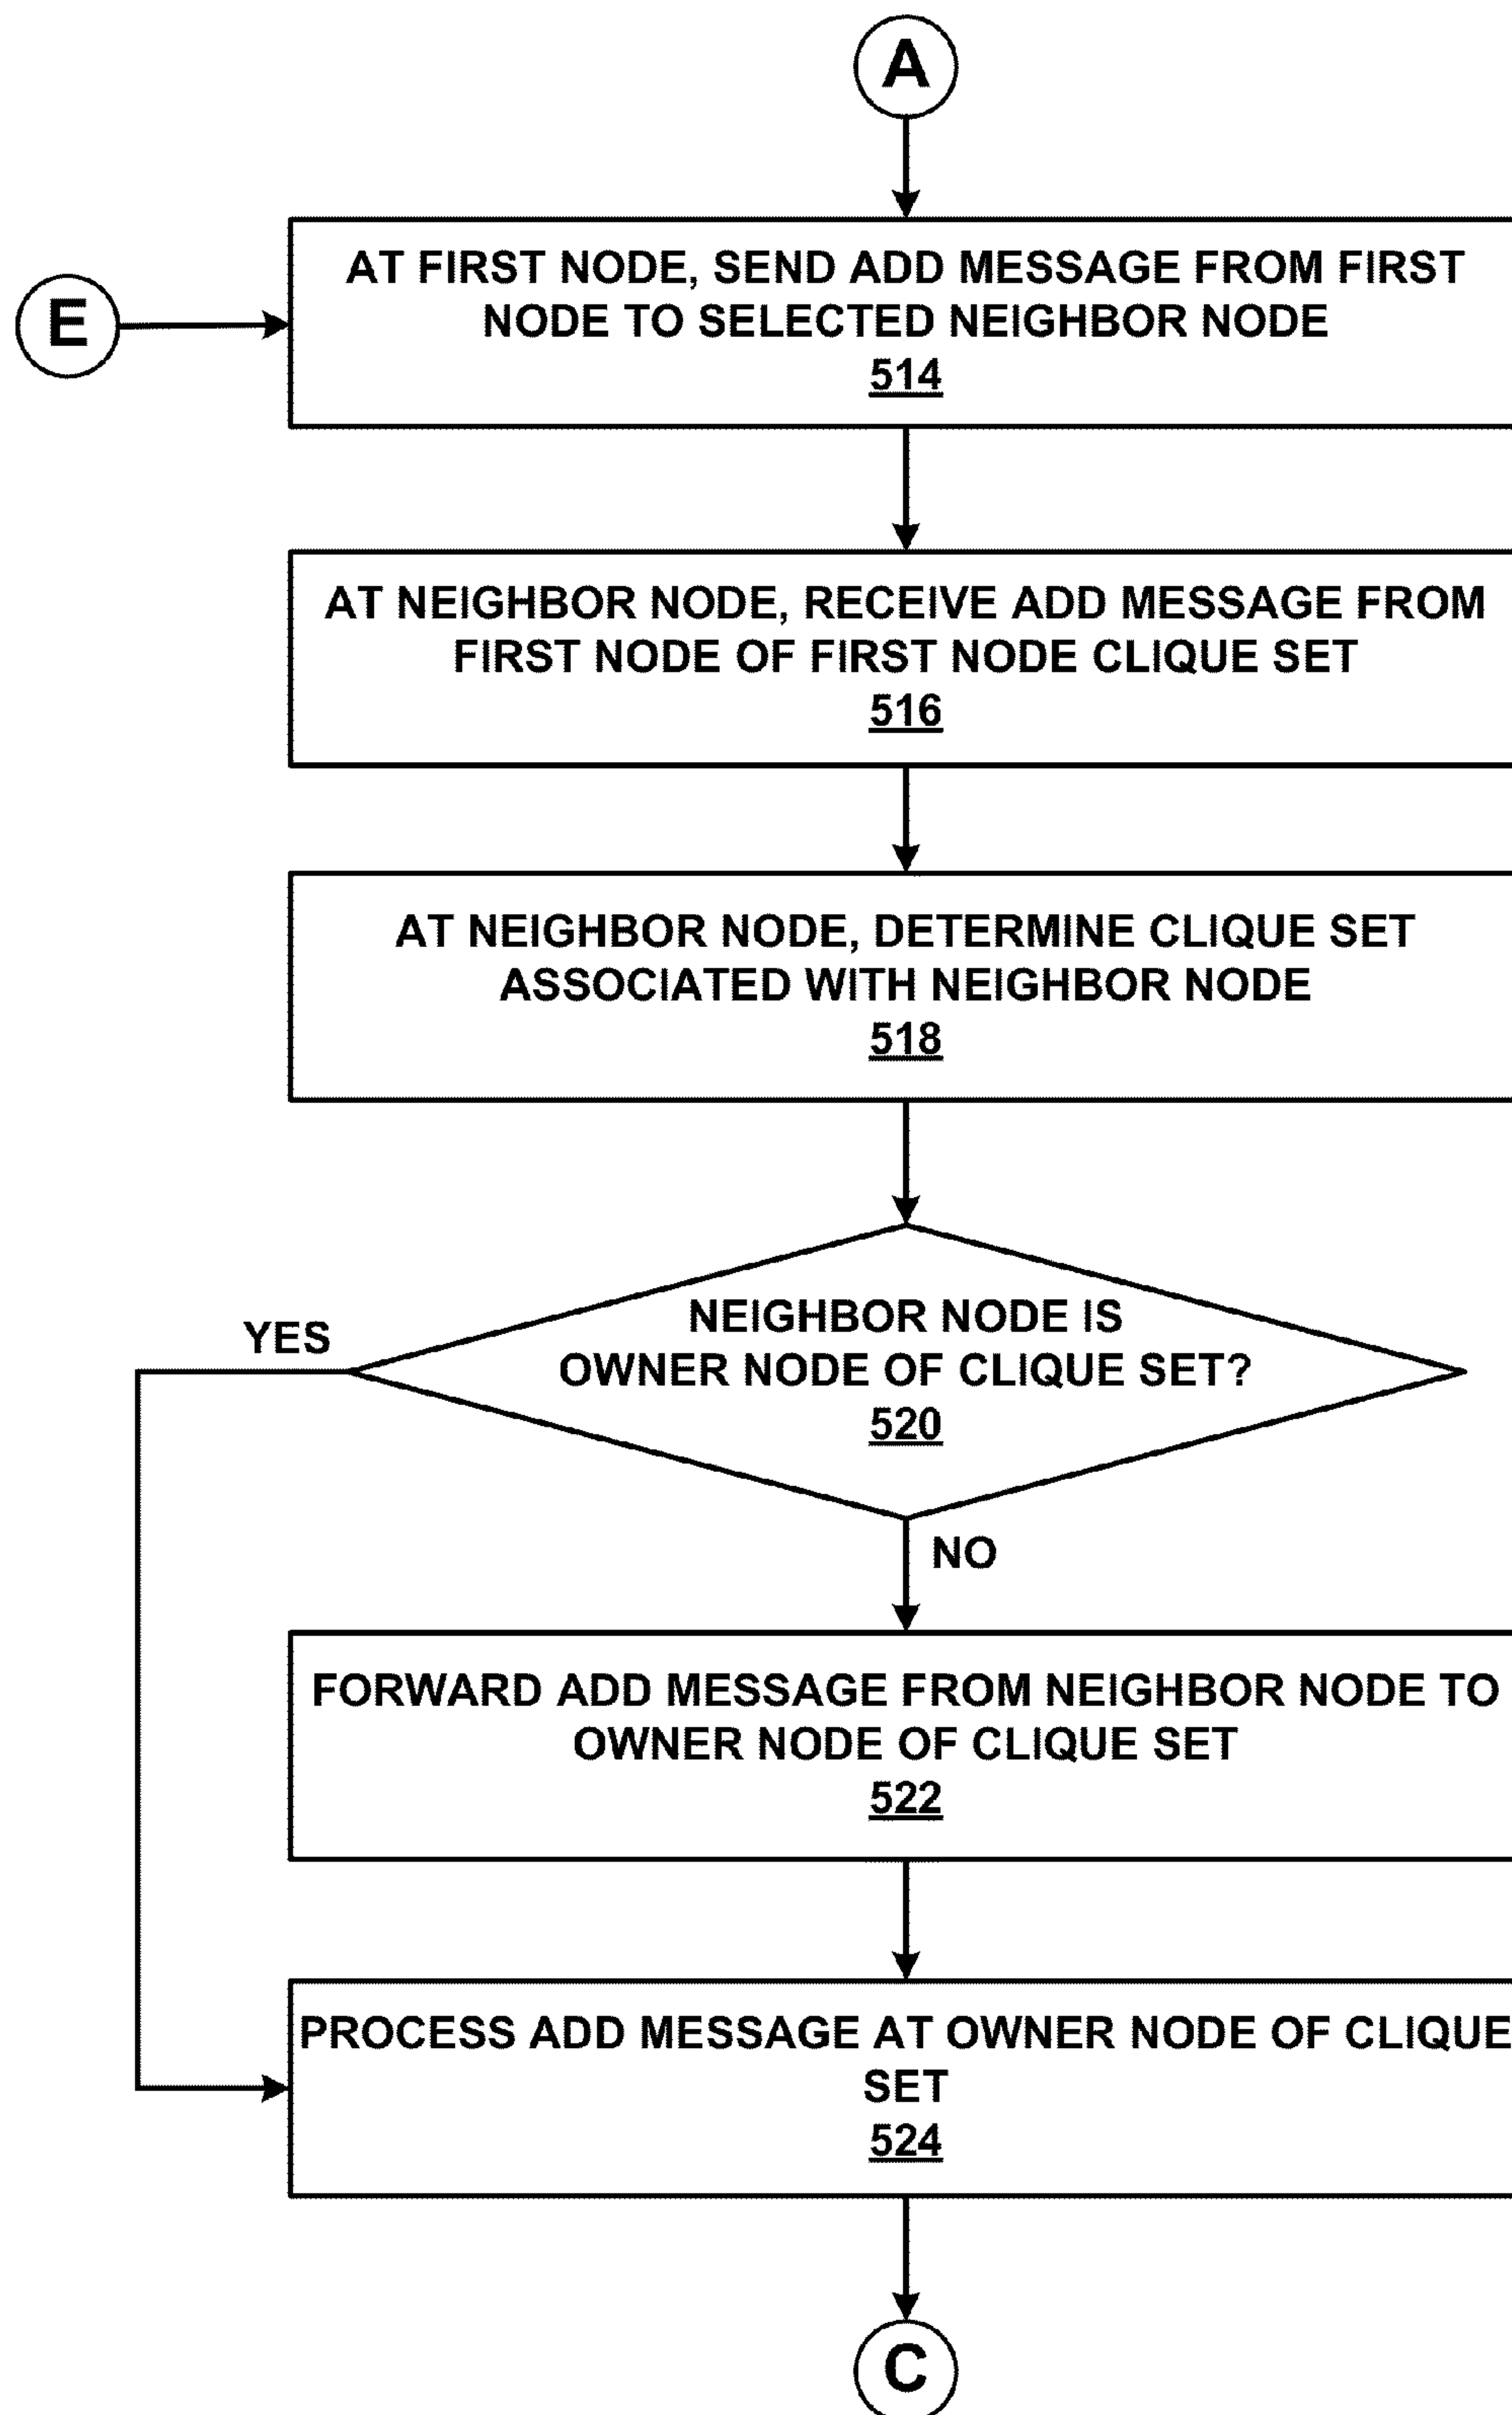 A
AT FIRST NODE, SEND ADD MESSAGE FROM FIRST
NODE TO SELECTED NEIGHBOR NODE
514
E
AT NEIGHBOR NODE, RECEIVE ADD MESSAGE FROM
FIRST NODE OF FIRST NODE CLIQUE SET
516
AT NEIGHBOR NODE, DETERMINE CLIQUE SET
ASSOCIATED WITH NEIGHBOR NODE
518
NEIGHBOR NODE IS
OWNER NODE OF CLIQUE SET?
520
YES
NO
FORWARD ADD MESSAGE FROM NEIGHBOR NODE TO
OWNER NODE OF CLIQUE SET
522
PROCESS ADD MESSAGE AT OWNER NODE OF CLIQUE
SET
524
C